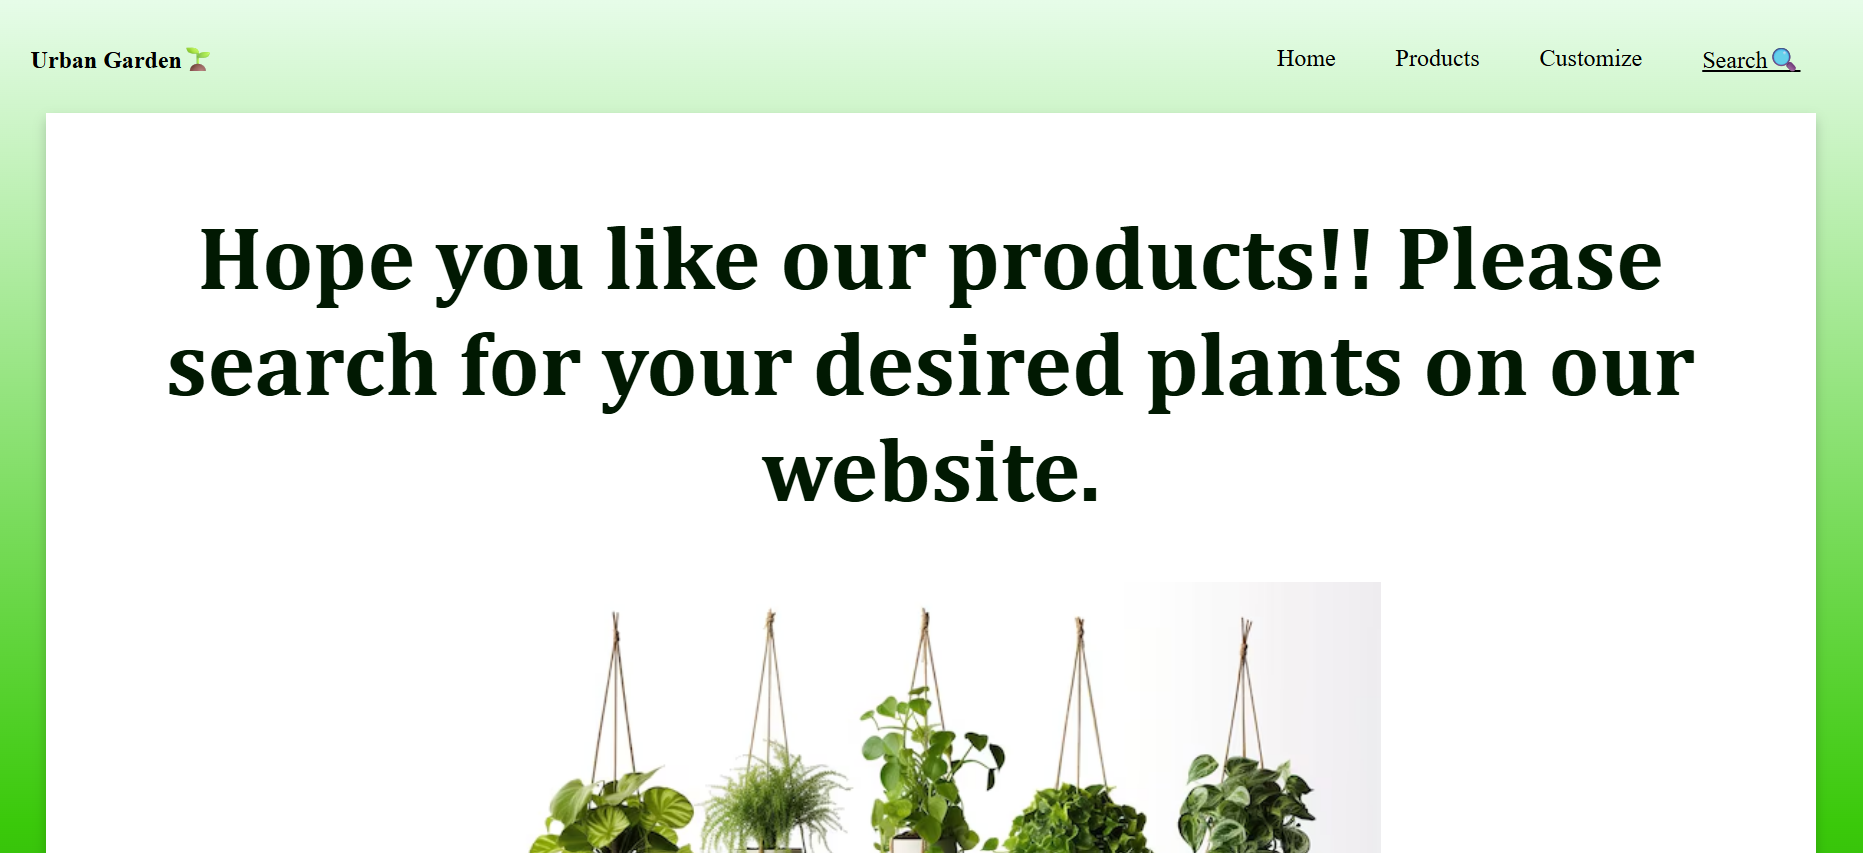 Urban Garden🌱
Home Products Customize Search🔍
Hope you like our products!! Please
search for your desired plants on our
website.